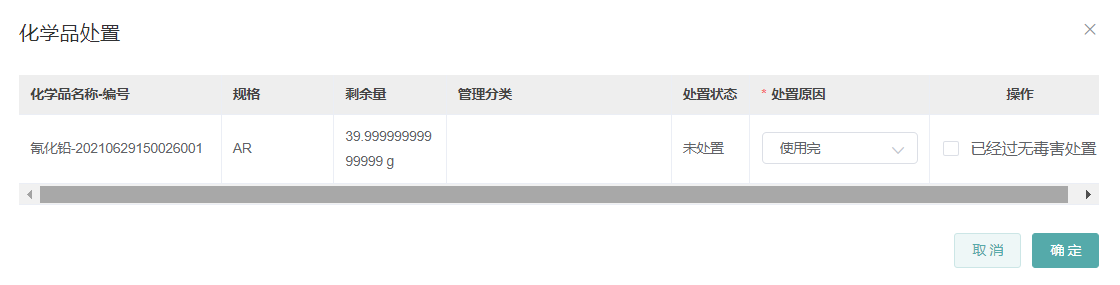 化学品处置
化学品名称-编号 规格 剩余量 管理分类 处置状态 * 处置原因 操作
氰化铅-20210629150026001 AR 39.999999999
99999 g 未处置 使用完 已经过无毒害处置
取消 确定